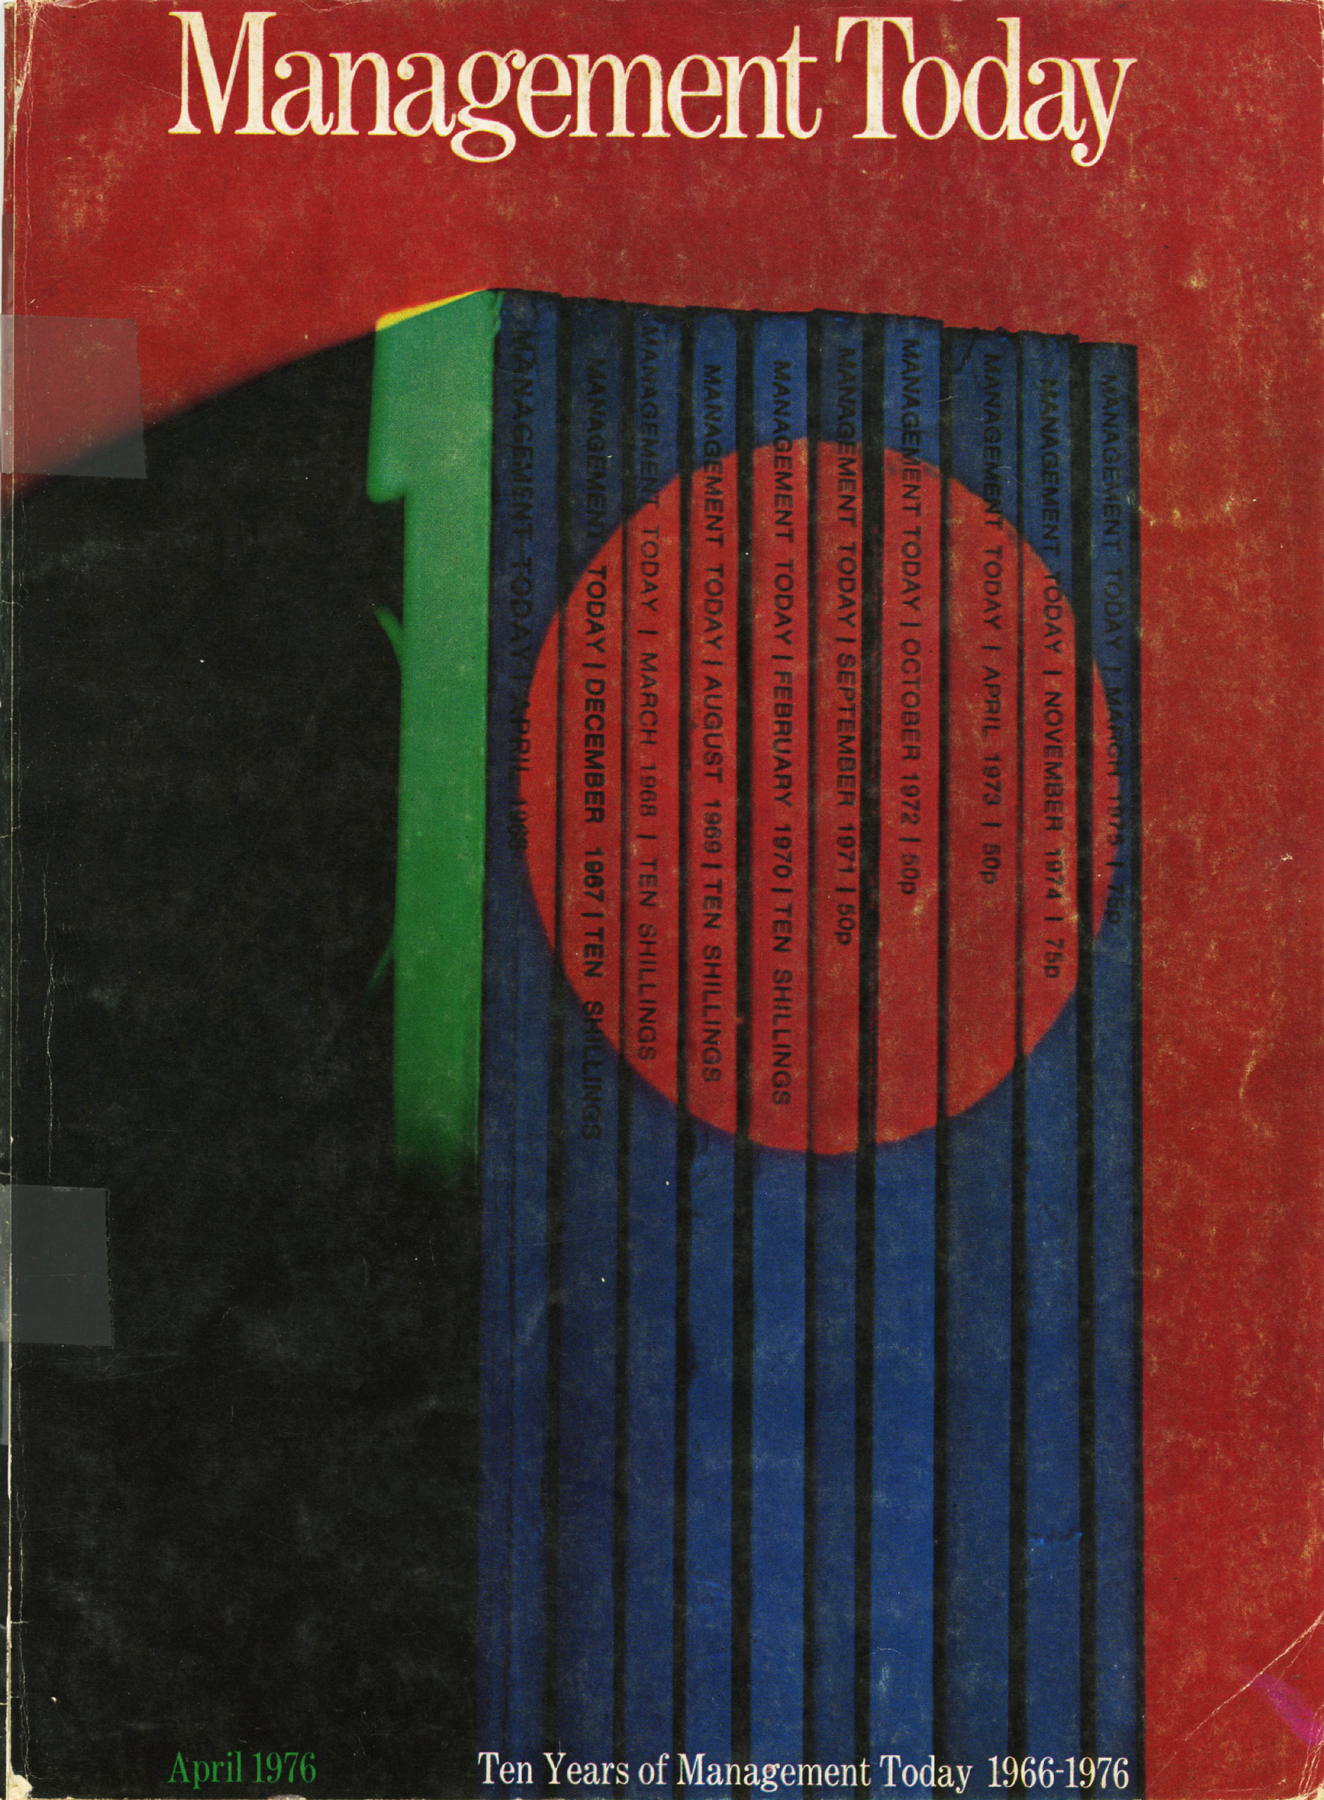 Management Today
1
MANAGEMENT TODAY | APRIL 1966
MANAGEMENT TODAY | DECEMBER 1967 | TEN SHILLINGS
MANAGEMENT TODAY | MARCH 1968 | TEN SHILLINGS
MANAGEMENT TODAY | AUGUST 1969 | TEN SHILLINGS
MANAGEMENT TODAY | FEBRUARY 1970 | TEN SHILLINGS
MANAGEMENT TODAY | SEPTEMBER 1971 | 50p
MANAGEMENT TODAY | OCTOBER 1972 | 50p
MANAGEMENT TODAY | APRIL 1973 | 50p
MANAGEMENT TODAY | NOVEMBER 1974 | 75p
MANAGEMENT TODAY | MARCH 1975 | 75p
April 1976
Ten Years of Management Today 1966-1976